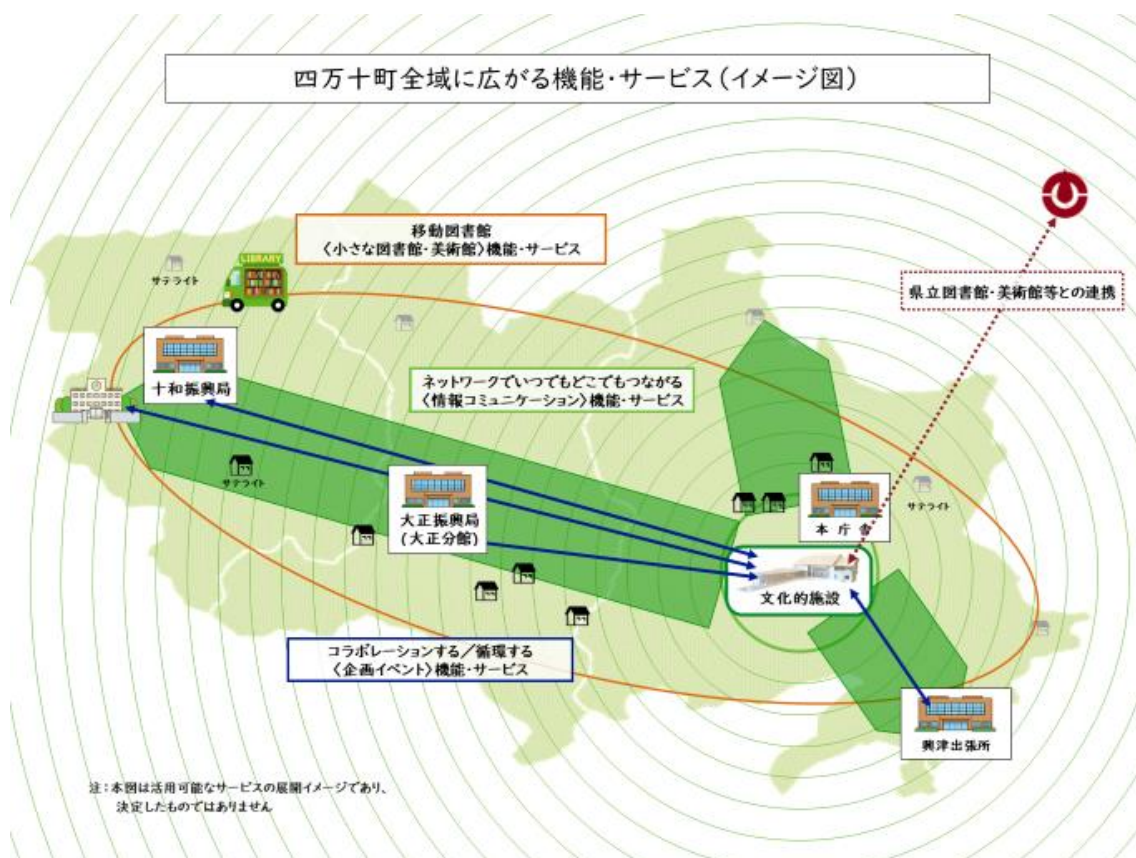 四万十町全域に広がる機能・サービス(イメージ図)
移動図書館
〈小さな図書館・美術館〉機能・サービス
LIBRARY
サテライト
県立図書館・美術館等との連携
十和振興局
ネットワークでいつでもどこでもつながる
〈情報コミュニケーション〉機能・サービス
サテライト
大正振興局
(大正分館)
本庁舎
サテライト
文化的施設
コラボレーションする/循環する
〈企画イベント〉機能・サービス
興津出張所
注:本図は活用可能なサービスの展開イメージであり、
決定したものではありません